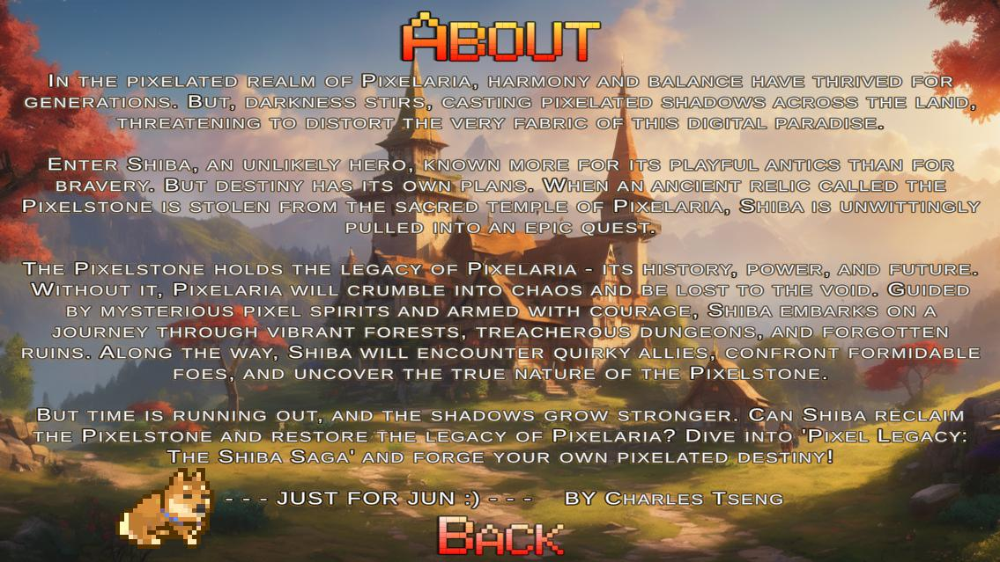 About
In the pixelated realm of Pixelaria, harmony and balance have thrived for
generations. But, darkness stirs, casting pixelated shadows across the land,
threatening to distort the very fabric of this digital paradise.
Enter Shiba, an unlikely hero, known more for its playful antics than for
bravery. But destiny has its own plans. When an ancient relic called the
Pixelstone is stolen from the sacred temple of Pixelaria, Shiba is unwittingly
pulled into an epic quest.
The Pixelstone holds the legacy of Pixelaria - its history, power, and future.
Without it, Pixelaria will crumble into chaos and be lost to the void. Guided
by mysterious pixel spirits and armed with courage, Shiba embarks on a
journey through vibrant forests, treacherous dungeons, and forgotten
ruins. Along the way, Shiba will encounter quirky allies, confront formidable
foes, and uncover the true nature of the Pixelstone.
But time is running out, and the shadows grow stronger. Can Shiba reclaim
the Pixelstone and restore the legacy of Pixelaria? Dive into 'Pixel Legacy:
The Shiba Saga' and forge your own pixelated destiny!
- - - JUST FOR JUN :) - - - BY Charles Tseng
Back